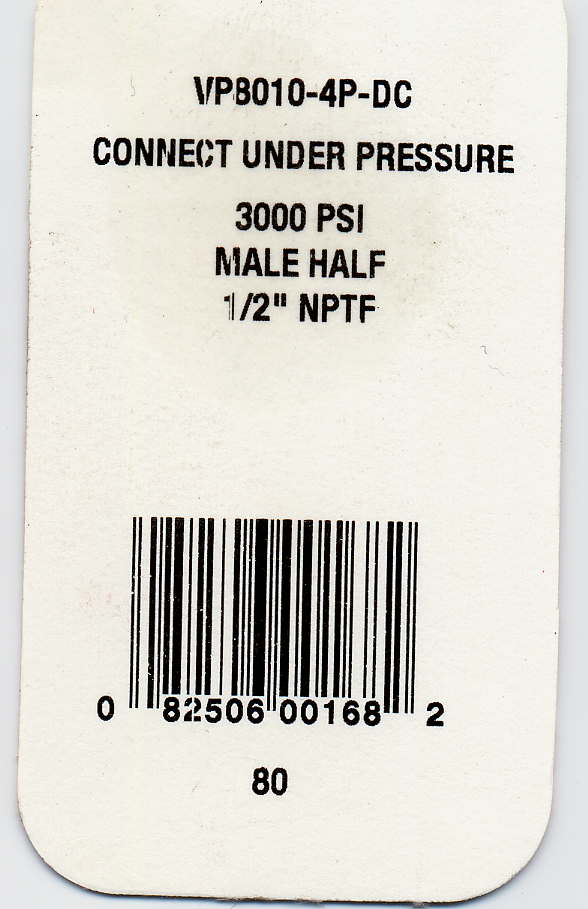 VP8010-4P-DC
CONNECT UNDER PRESSURE
3000 PSI
MALE HALF
1/2" NPTF
0 82506 00168 2
80